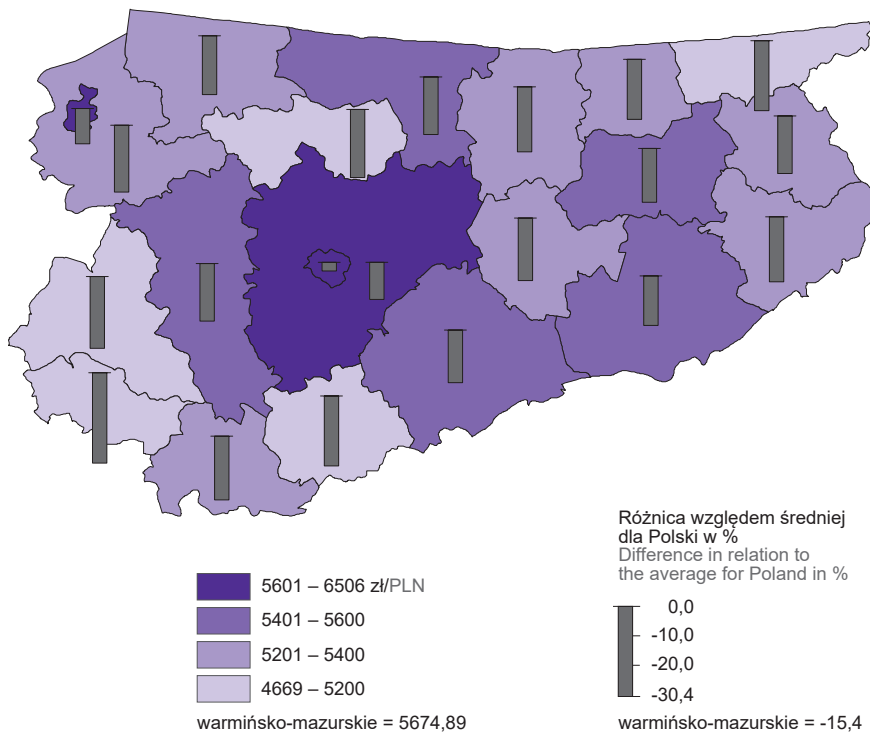 5601 – 6506 zł/PLN
5401 – 5600
5201 – 5400
4669 – 5200
warmińsko-mazurskie = 5674,89
Różnica względem średniej
dla Polski w %
Difference in relation to
the average for Poland in %
0,0
-10,0
-20,0
-30,4
warmińsko-mazurskie = -15,4